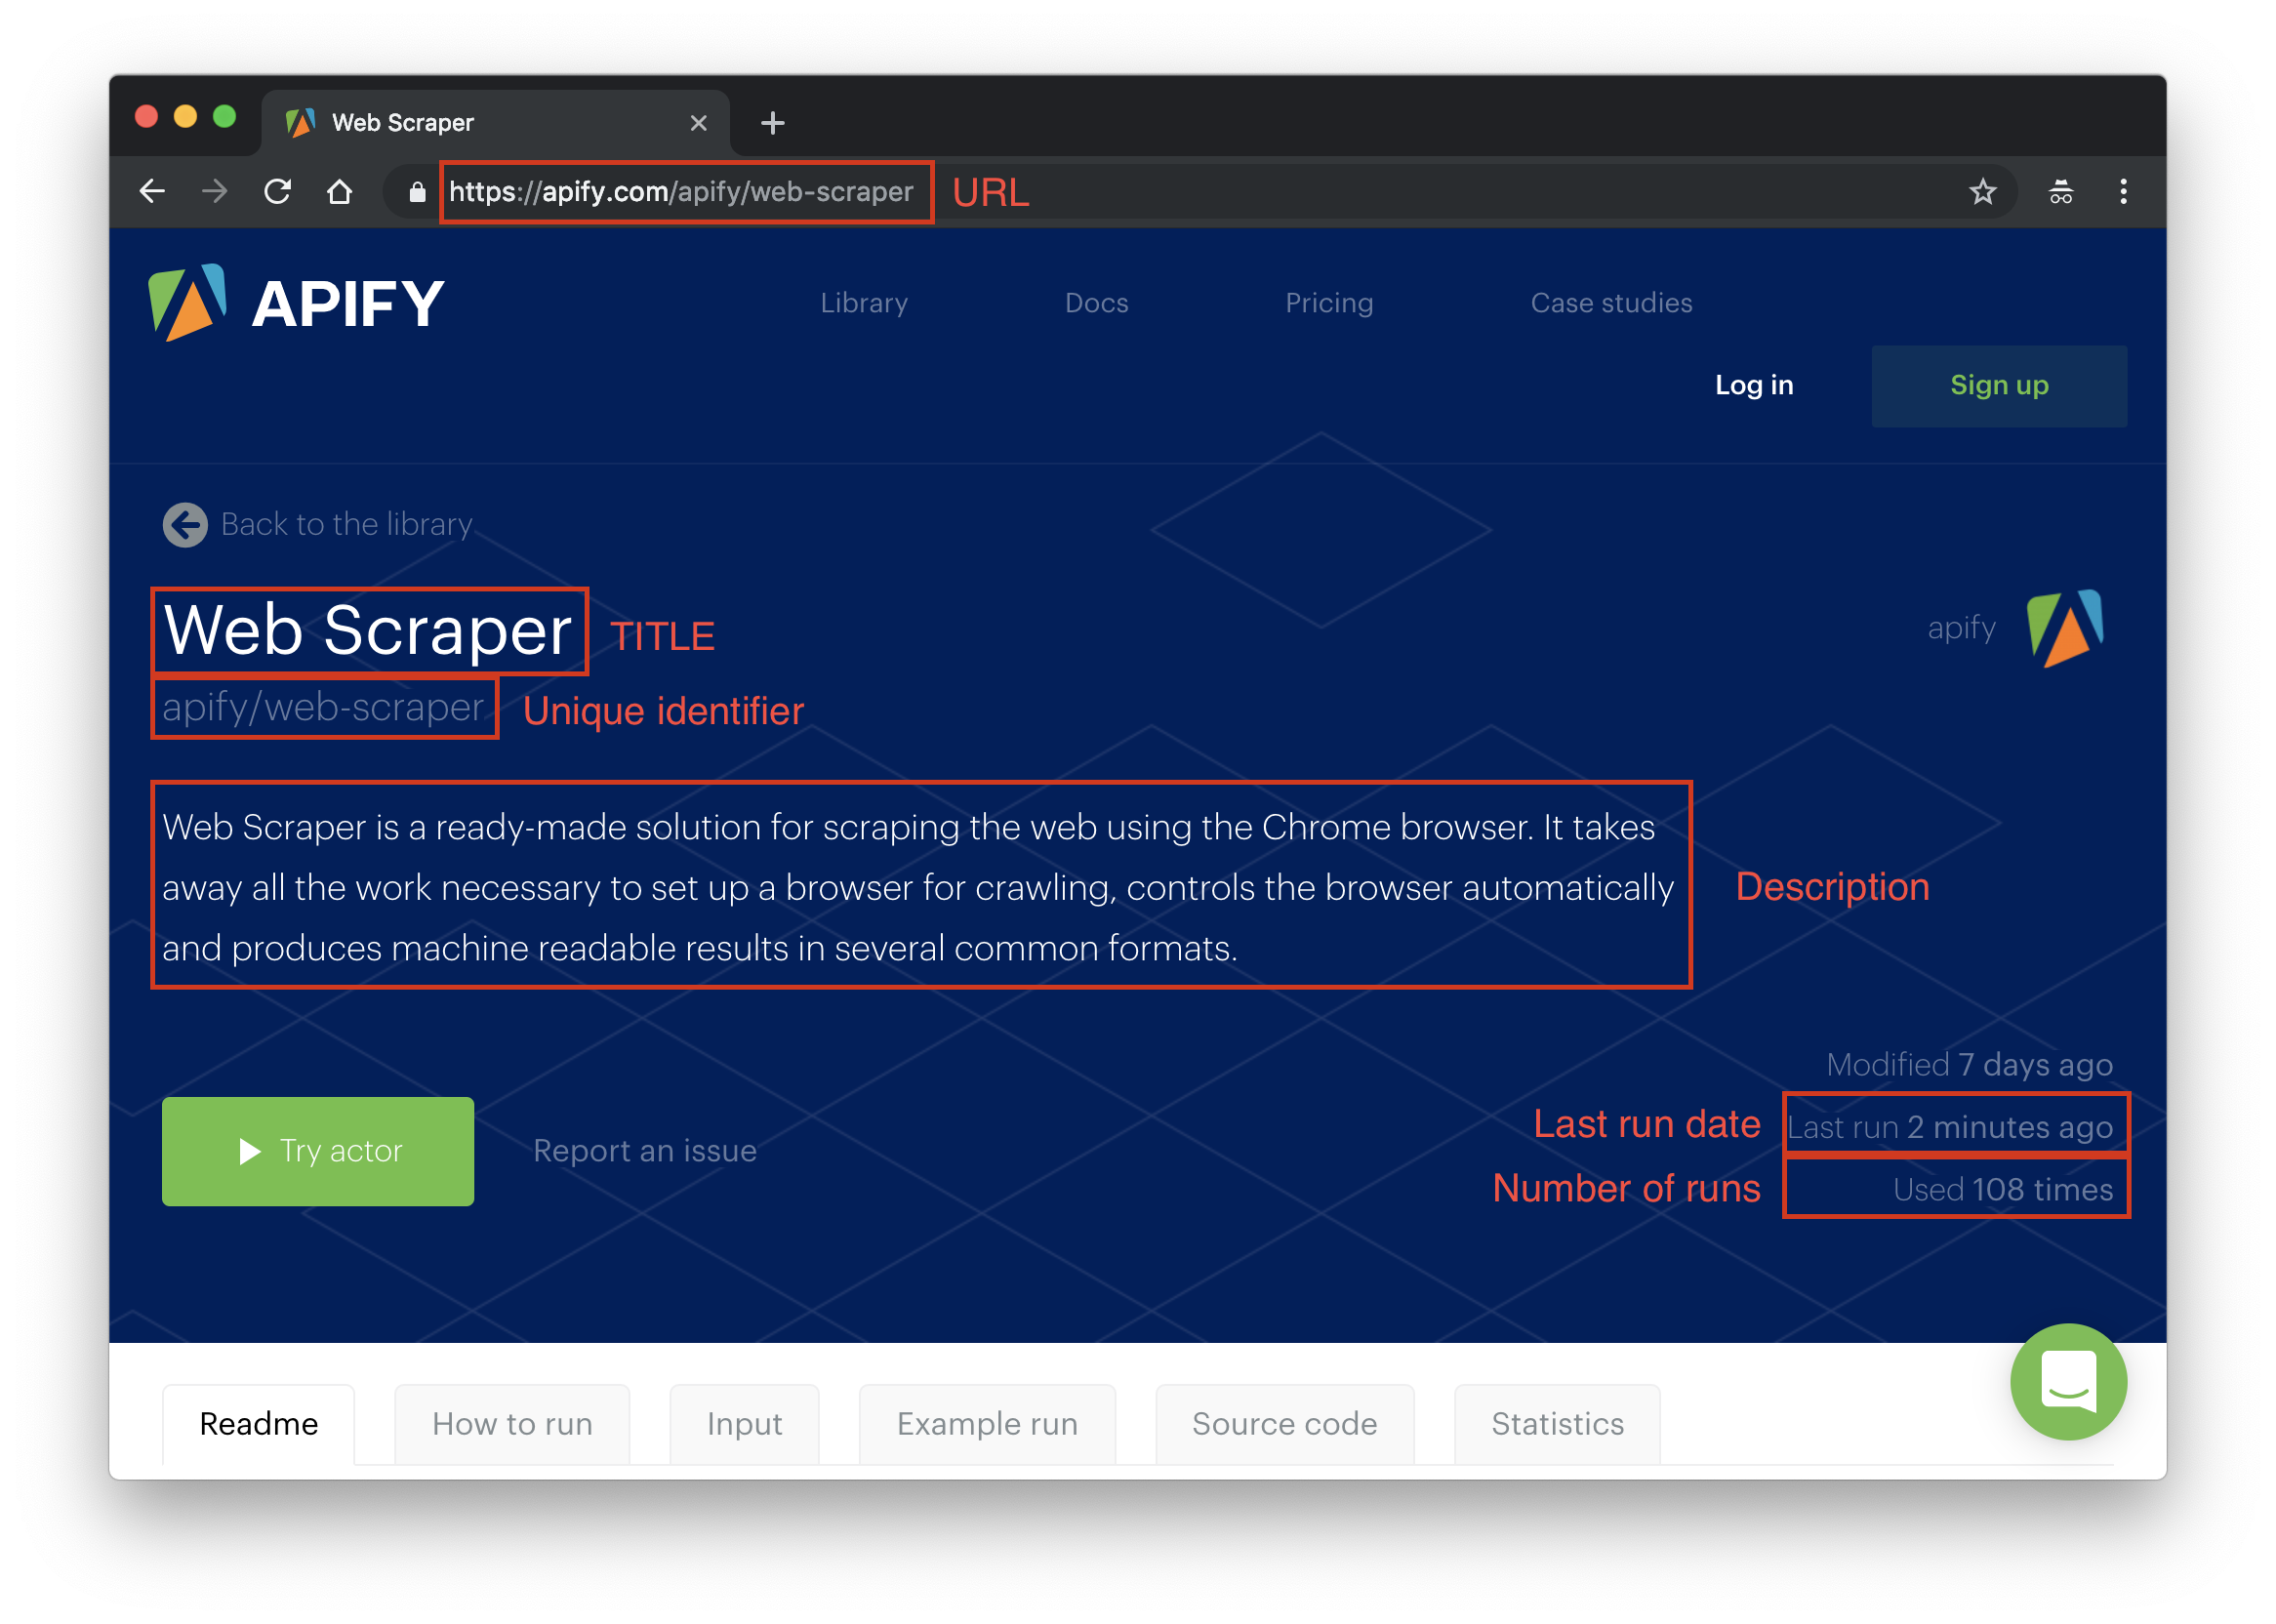 Web Scraper
https://apify.com/apify/web-scraper URL
APIFY
Library Docs Pricing Case studies
Log in Sign up
Back to the library
Web Scraper TITLE
apify
apify/web-scraper Unique identifier
Web Scraper is a ready-made solution for scraping the web using the Chrome browser. It takes
away all the work necessary to set up a browser for crawling, controls the browser automatically
and produces machine readable results in several common formats.
Description
Modified 7 days ago
Last run date Last run 2 minutes ago
Number of runs Used 108 times
Try actor Report an issue
Readme How to run Input Example run Source code Statistics